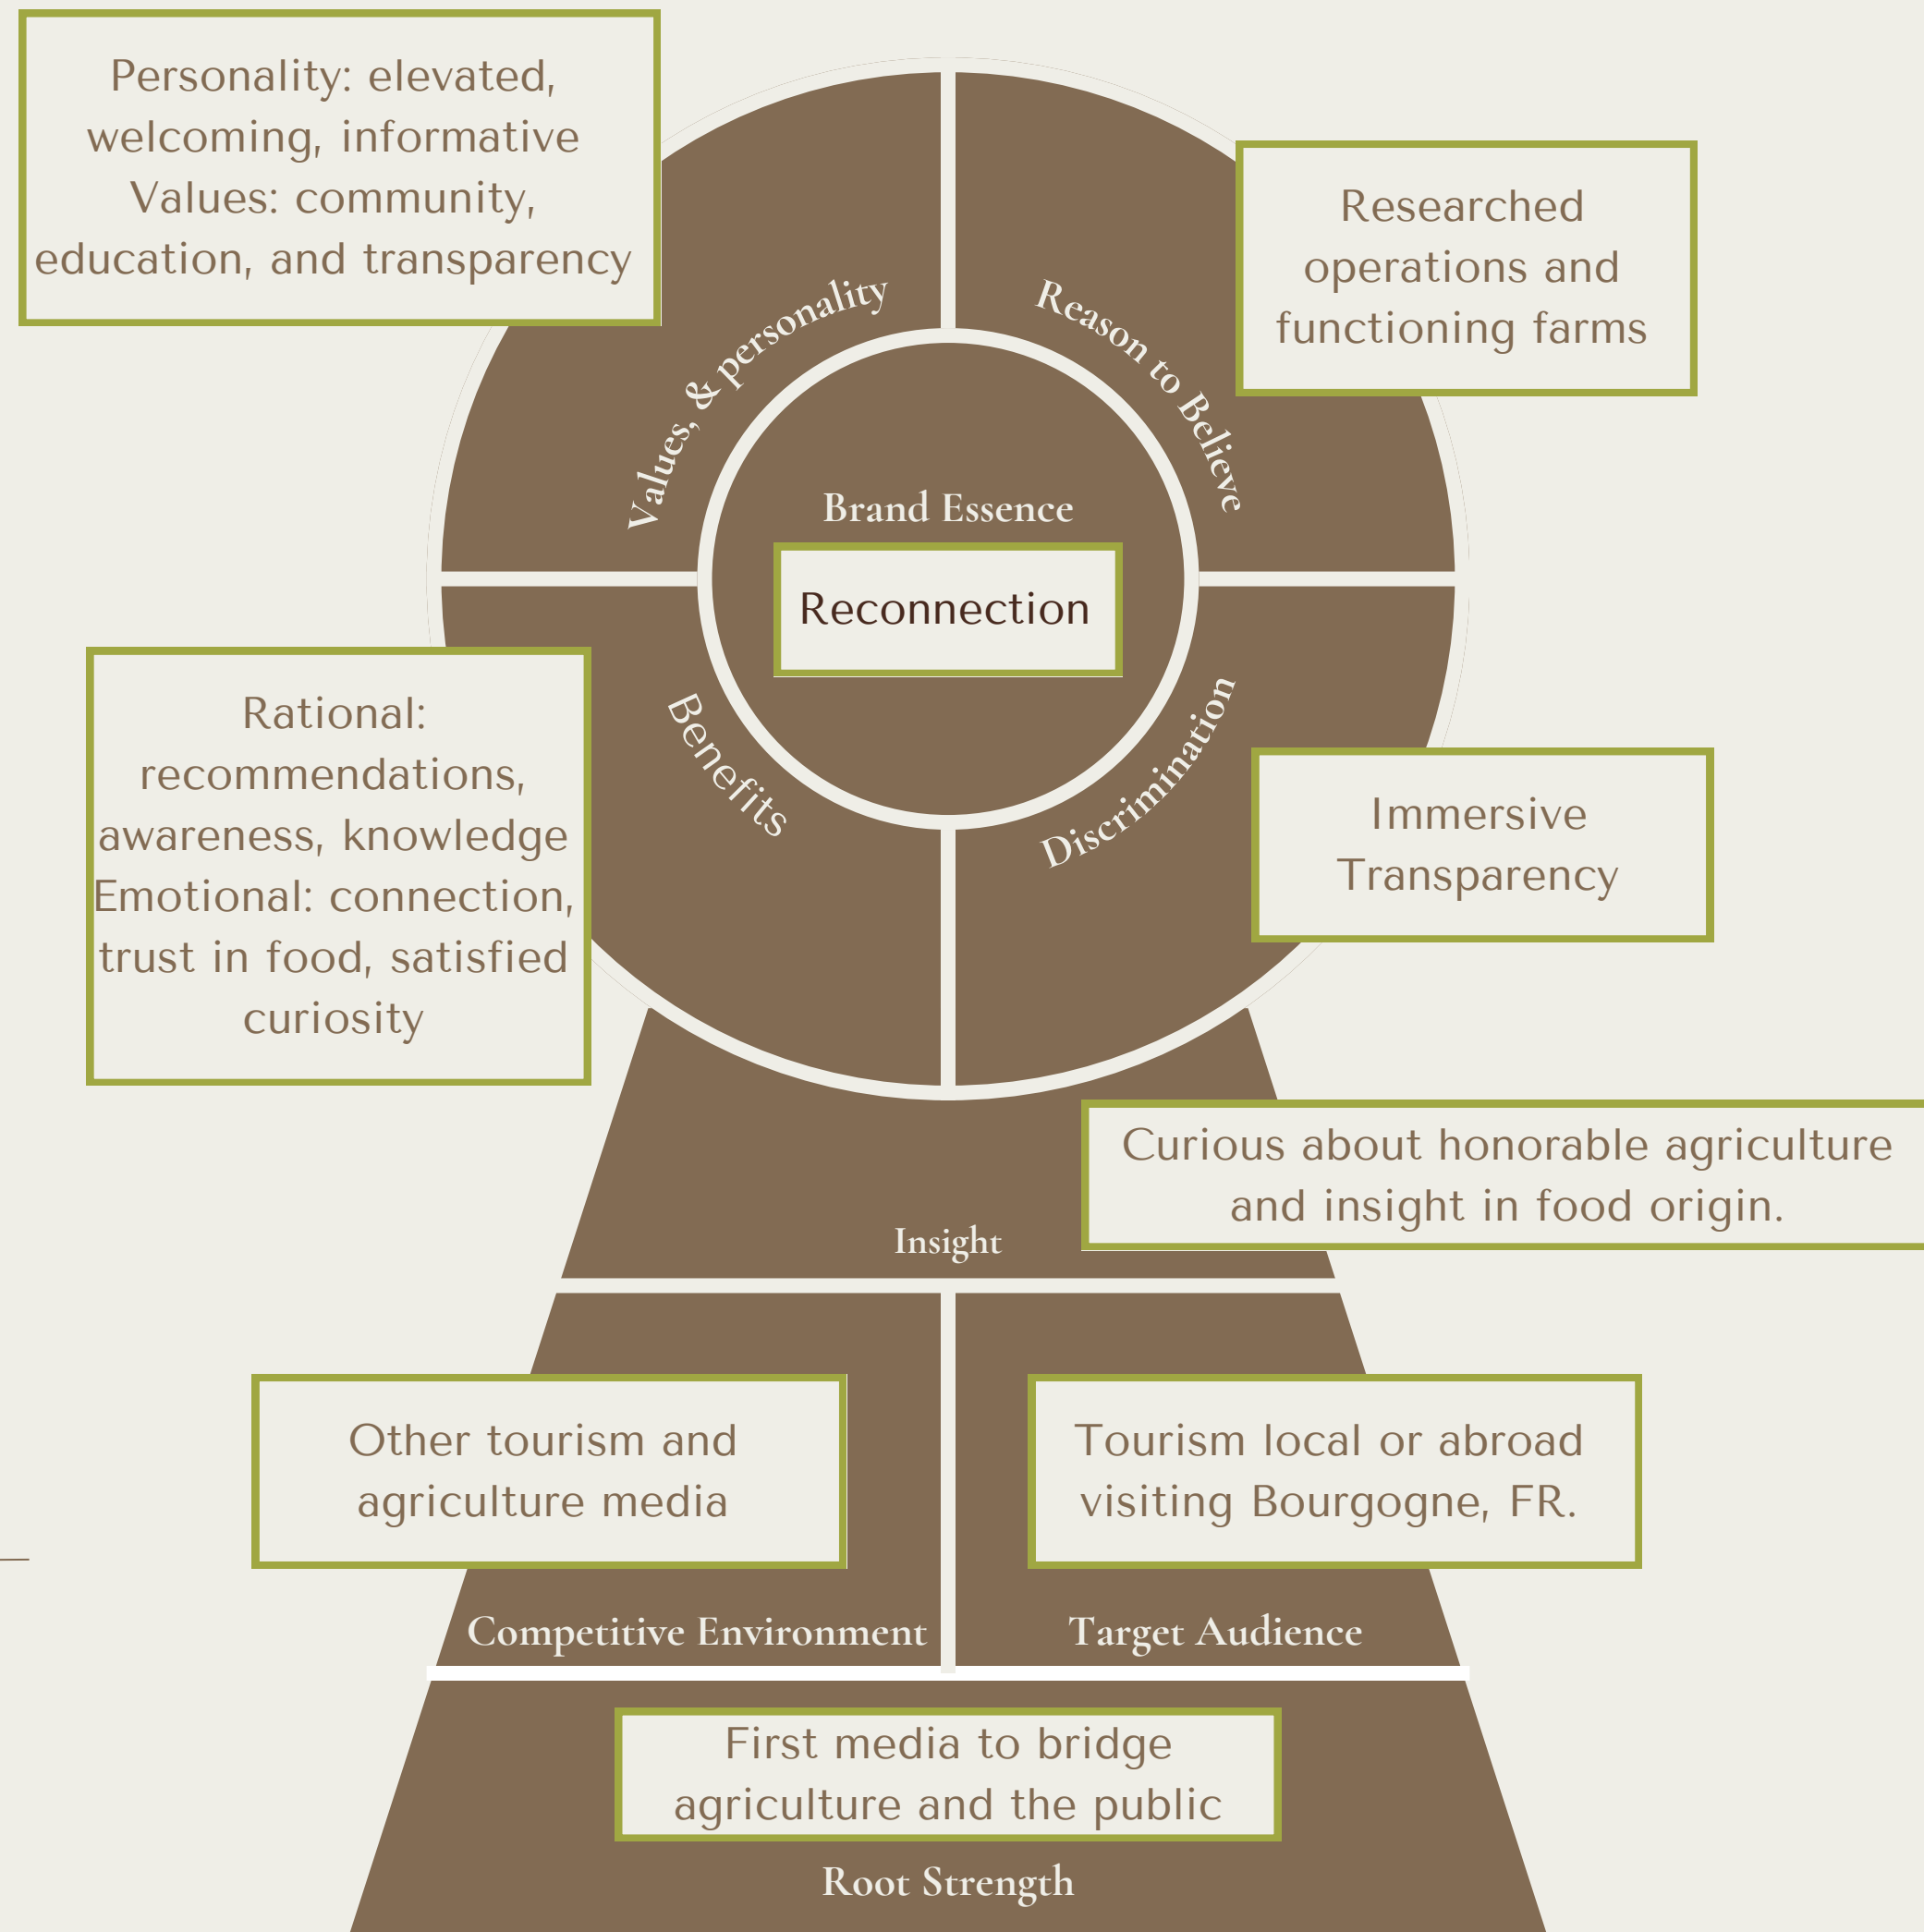 Personality: elevated,
welcoming, informative
Values: community,
education, and transparency
Values, & personality
Reason to Believe
Researched
operations and
functioning farms
Brand Essence
Reconnection
Rational:
recommendations,
awareness, knowledge
Emotional: connection,
trust in food, satisfied
curiosity
Benefits
Discrimination
Immersive
Transparency
Curious about honorable agriculture
and insight in food origin.
Insight
Other tourism and
agriculture media
Competitive Environment
Tourism local or abroad
visiting Bourgogne, FR.
Target Audience
First media to bridge
agriculture and the public
Root Strength